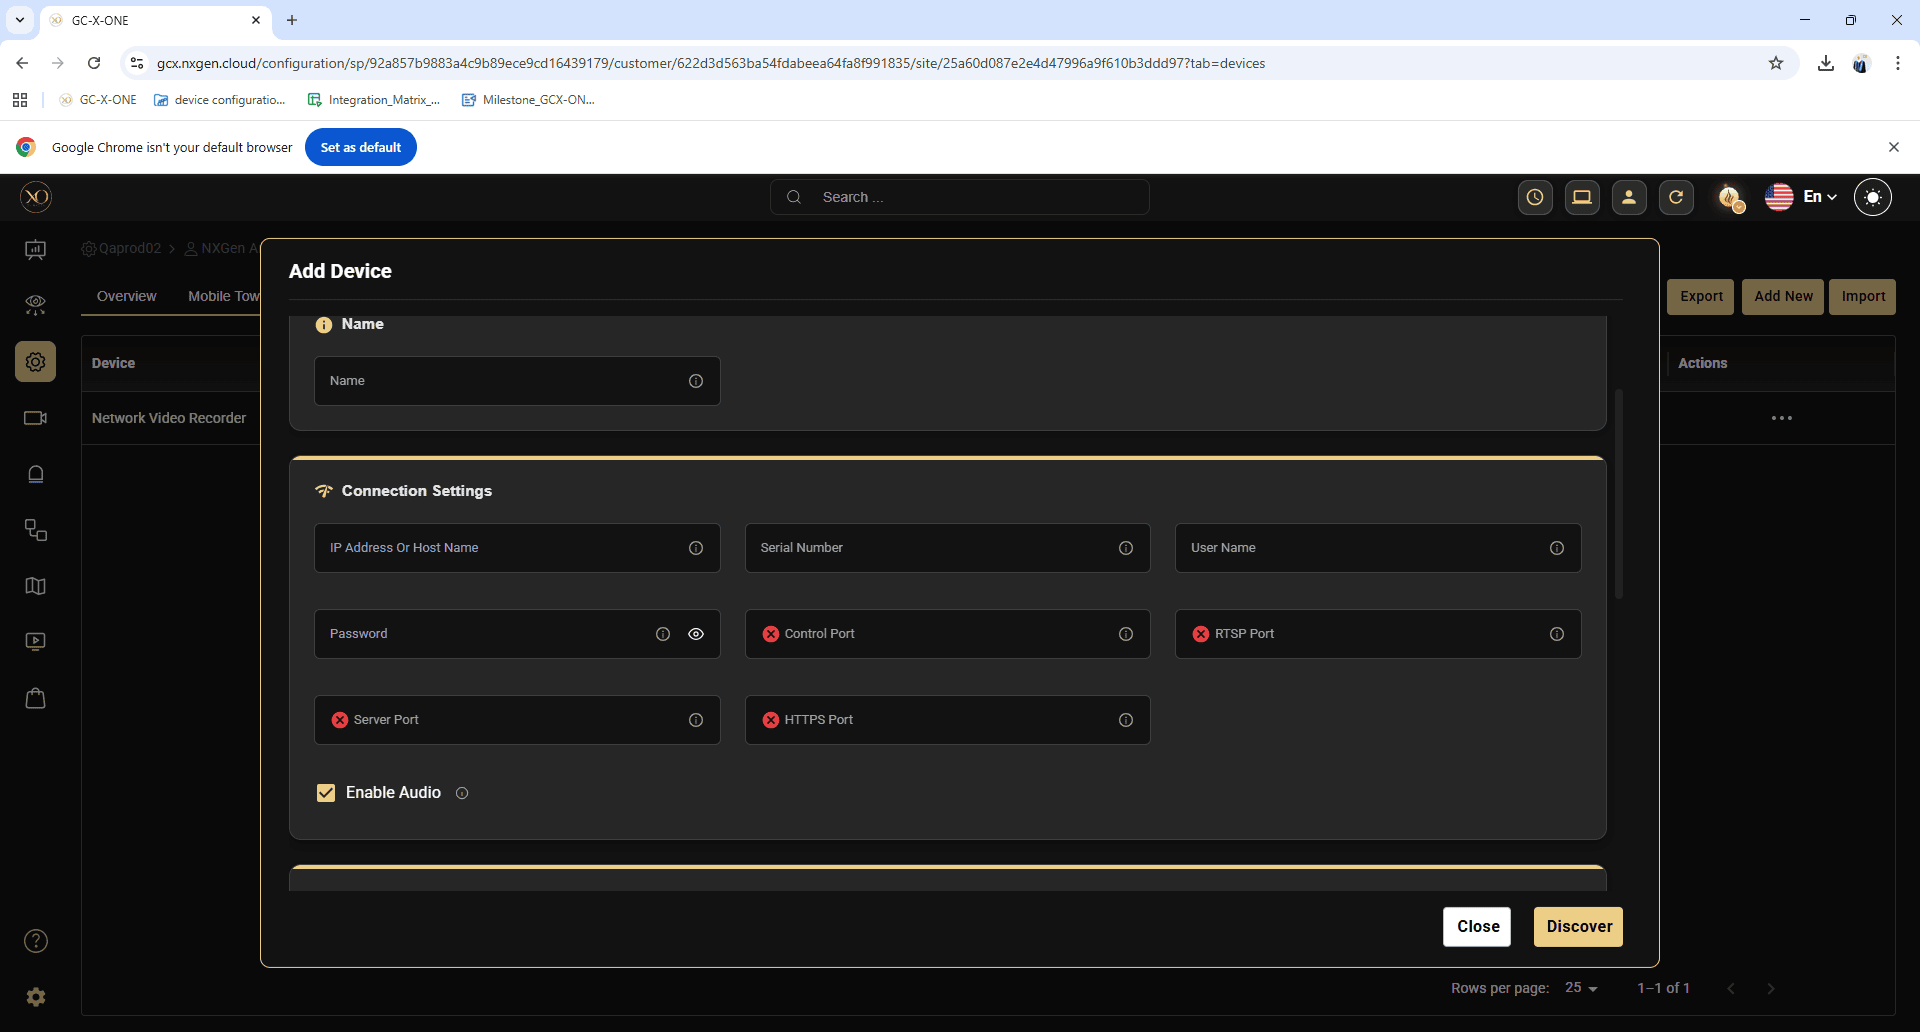 GC-X-ONE
gcx.nxgen.cloud/configuration/sp/92a857b9883a4c9b89ece9cd16439179/customer/622d3d563ba54fdabeea64fa8f991835/site/25a60d087e2e4d47996a9f610b3ddd97?tab=devices
GC-X-ONE
device configuratio...
Integration_Matrix_...
Milestone_GCX-ON...
Google Chrome isn't your default browser
Set as default
XO
Search ...
En
Qaprod02
NXGen A
Add Device
Overview
Mobile Tow
Export
Add New
Import
Name
Device
Actions
Name
Network Video Recorder
Connection Settings
IP Address Or Host Name
Serial Number
User Name
Password
Control Port
RTSP Port
Server Port
HTTPS Port
Enable Audio
Close
Discover
Rows per page:
25
1–1 of 1